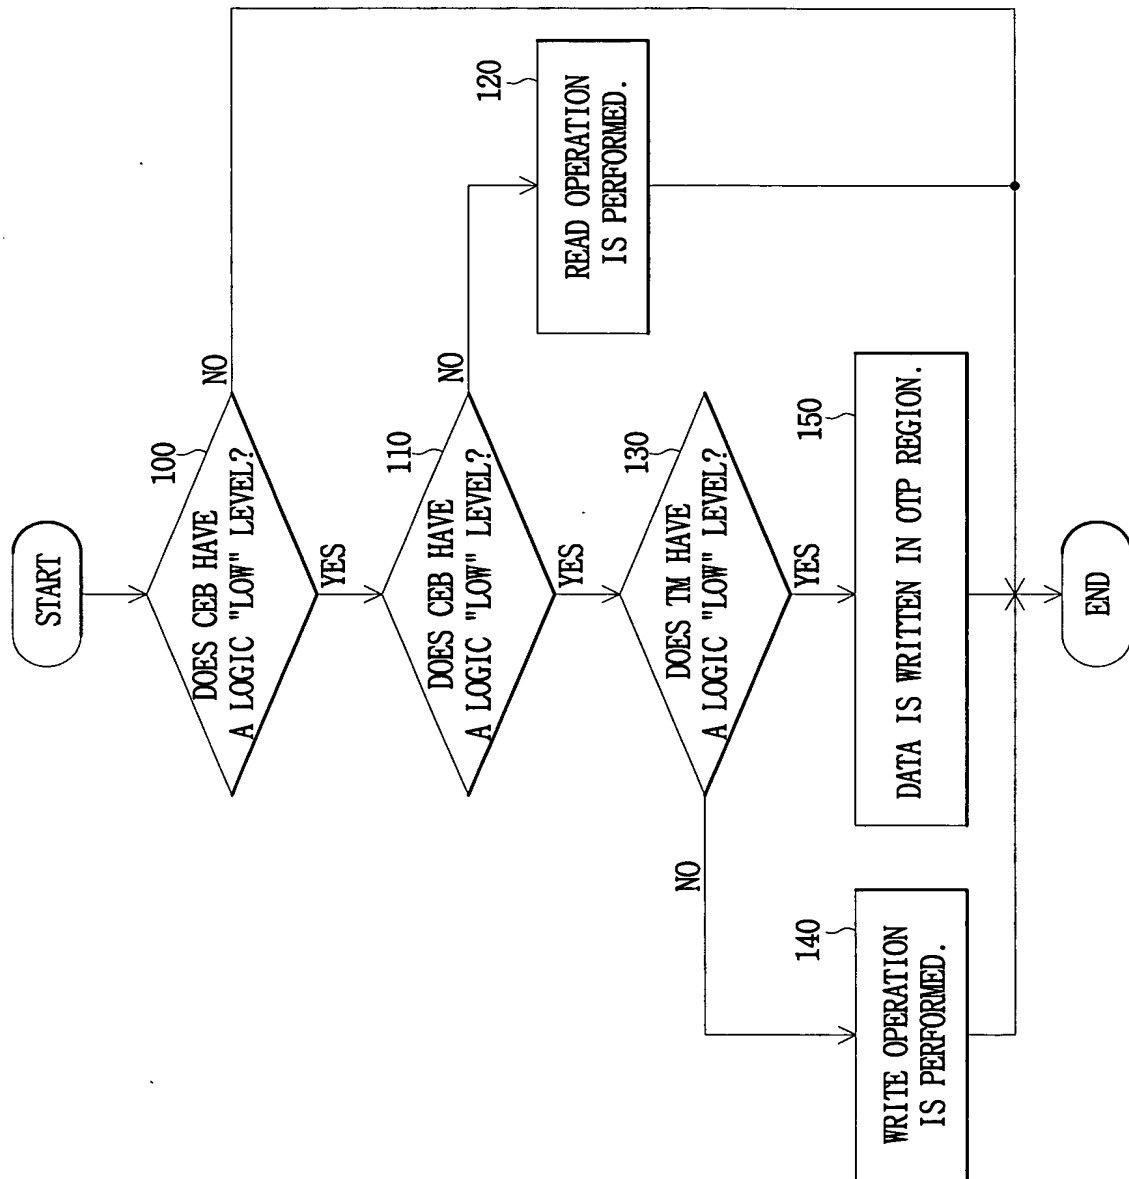 START
100
DOES CEB HAVE
A LOGIC "LOW" LEVEL?
NO
YES
110
DOES CEB HAVE
A LOGIC "LOW" LEVEL?
NO
120
READ OPERATION
IS PERFORMED.
YES
130
DOES TM HAVE
A LOGIC "LOW" LEVEL?
NO
140
WRITE OPERATION
IS PERFORMED.
YES
150
DATA IS WRITTEN IN OTP REGION.
END